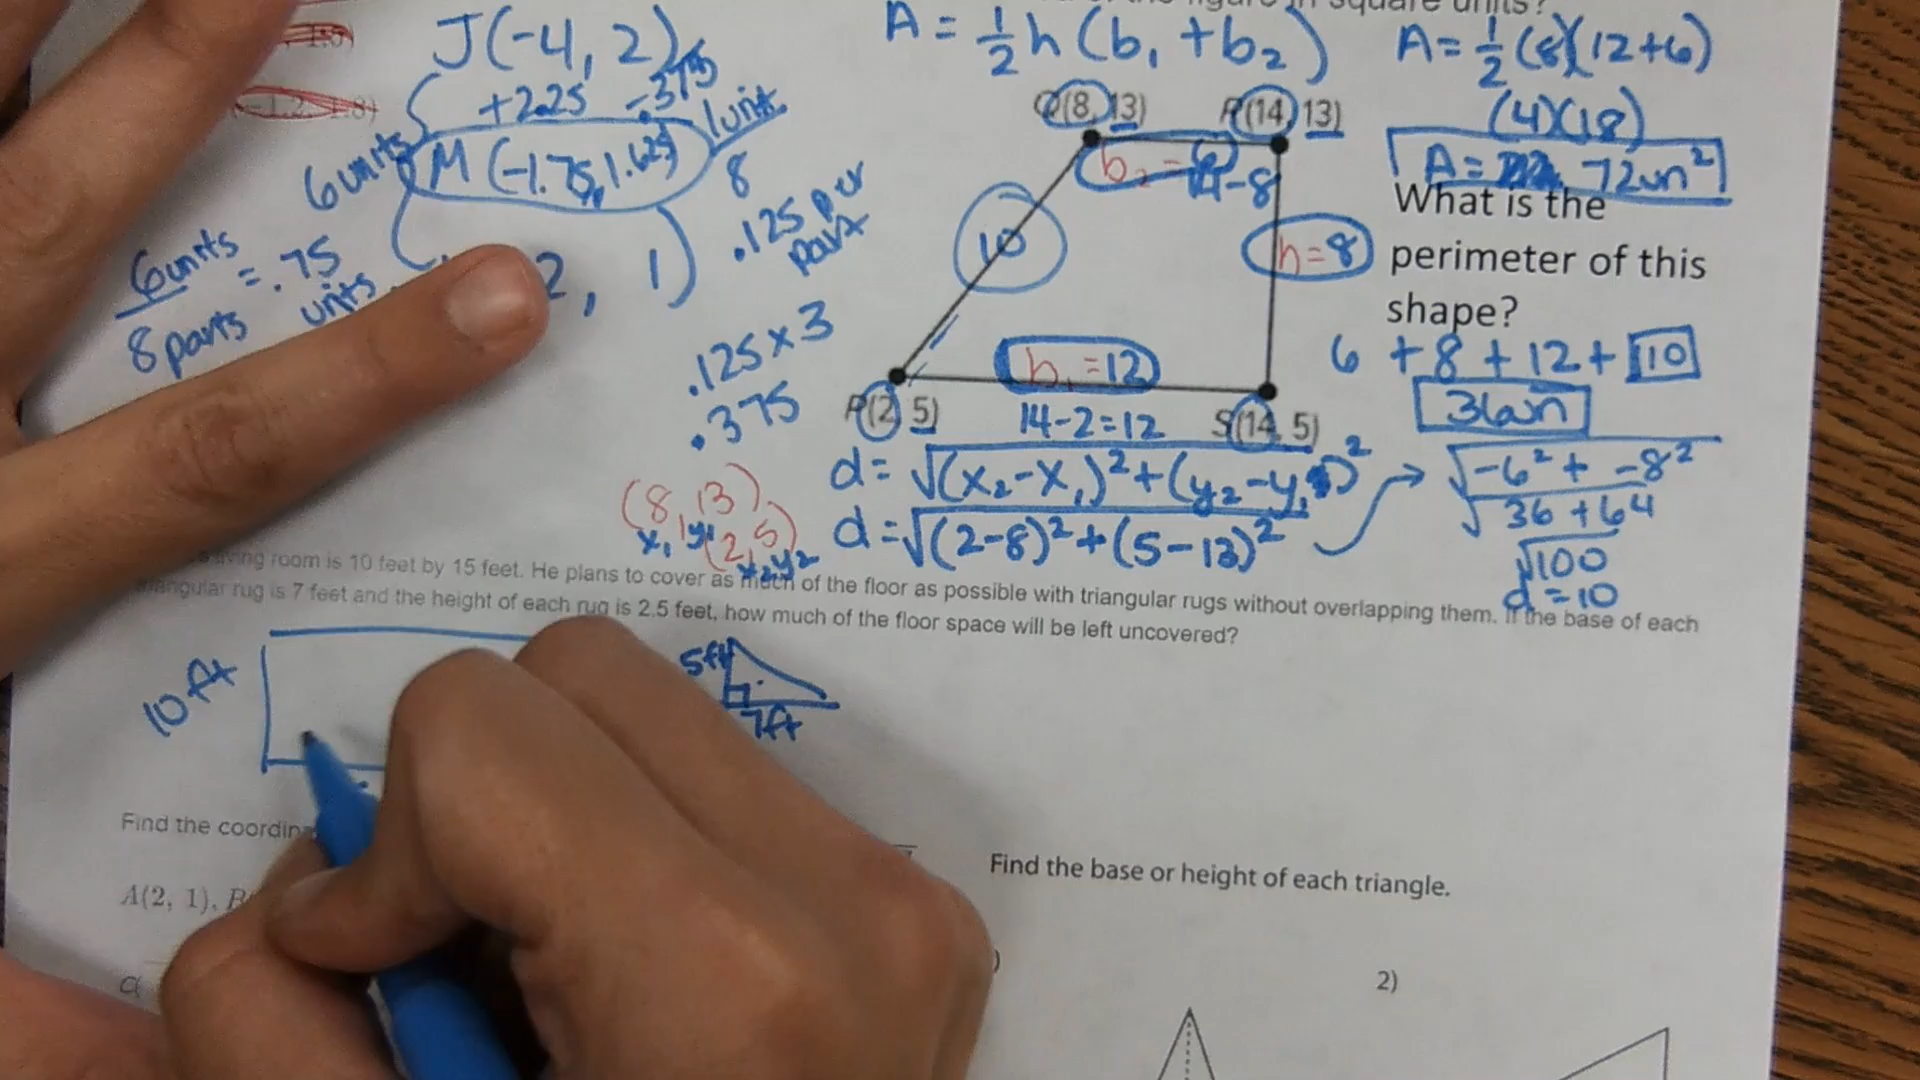 of the figure in square units?
J(-4, 2)
+2.25 -.375
6 units
M (-1.75, 1.625)
1 unit
8
.125 per
part
6 units
8 parts
= .75
units
2, 1)
.125 x 3
.375
A = 1/2 h (b₁ + b₂)
A = 1/2 (8)(12+6)
(4)(18)
A = 72 un²
Q(8, 13)
R(14, 13)
b₂ =
14-8
10
h = 8
b₁ = 12
P(2, 5)
14-2=12
S(14, 5)
What is the
perimeter of this
shape?
6 + 8 + 12 + 10
36un
d = √(x₂-x₁)² + (y₂-y₁)²
d = √(2-8)² + (5-13)²
(8, 13)
x₁ y₁
(2, 5)
x₂ y₂
√-6² + -8²
√36 + 64
√100
d = 10
room is 10 feet by 15 feet. He plans to cover as much of the floor as possible with triangular rugs without overlapping them. If the base of each
rug is 7 feet and the height of each rug is 2.5 feet, how much of the floor space will be left uncovered?
10 ft
5ft
7ft
Find the
A(2, 1), B
Find the base or height of each triangle.
)
2)